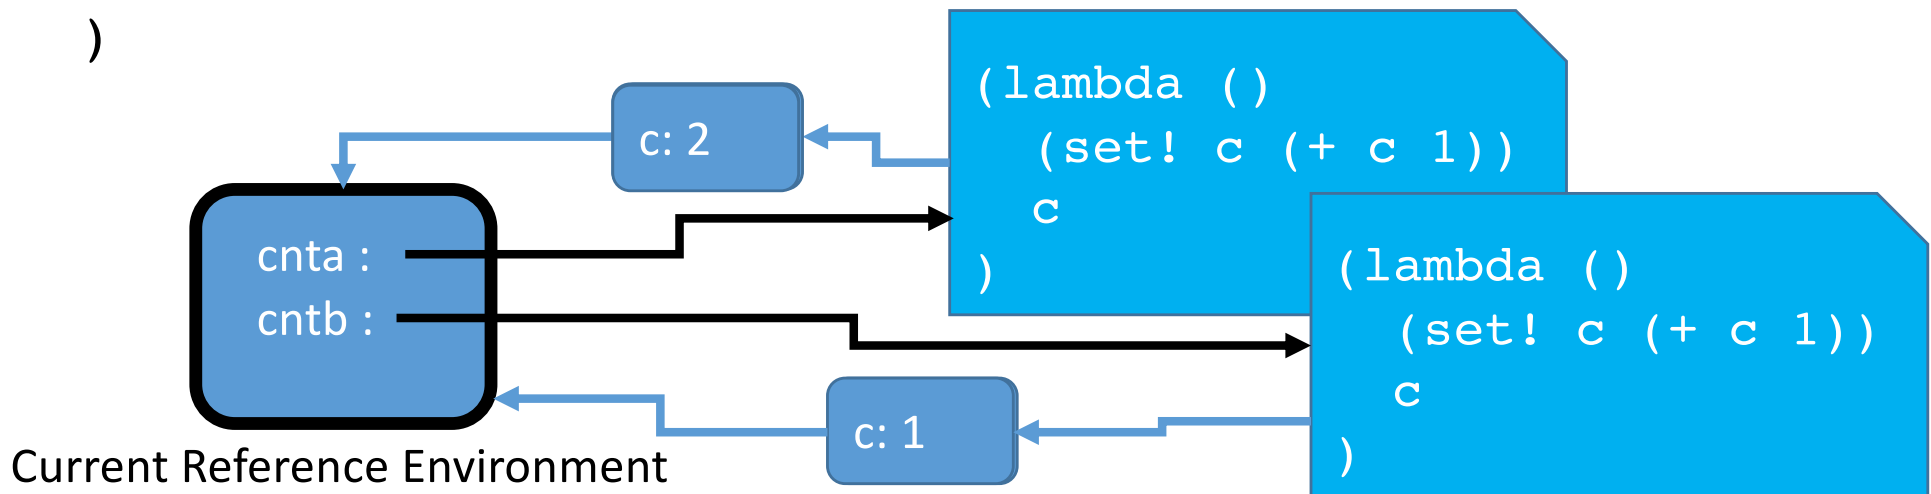 )
(lambda ()
(set! c (+ c 1))
c
)
c: 2
cnta :
cntb :
(lambda ()
(set! c (+ c 1))
c
)
c: 1
Current Reference Environment